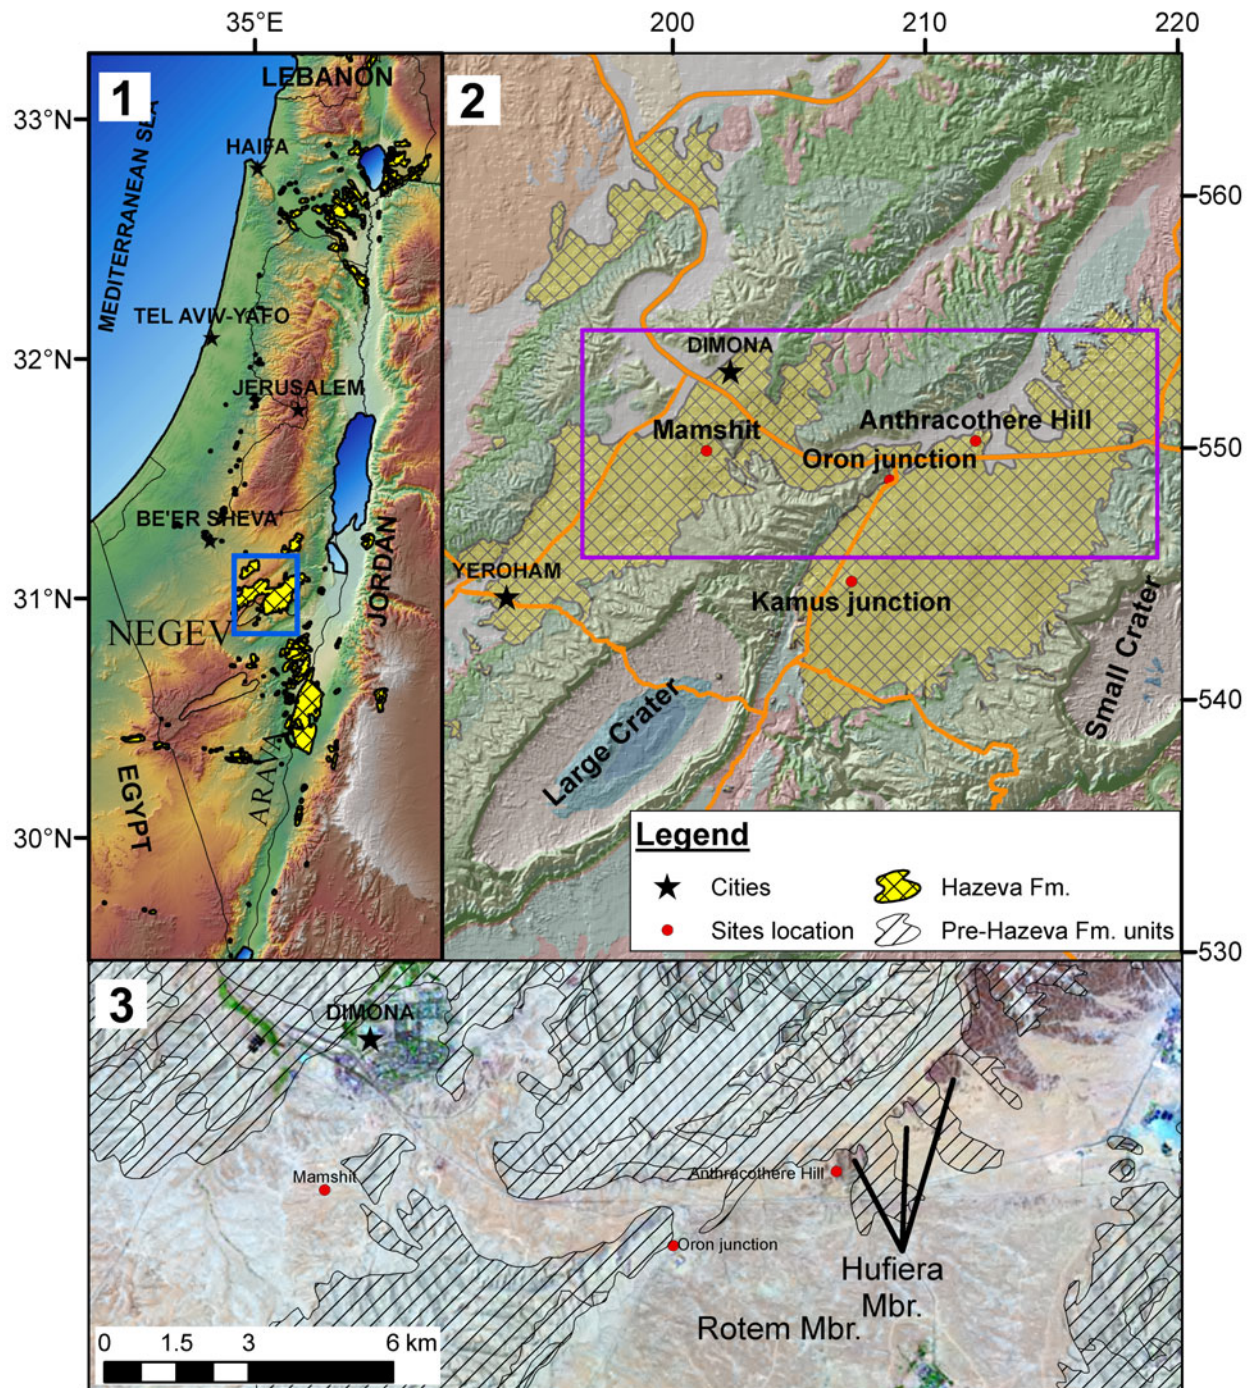 35°E
200
210
220
1
LEBANON
33°N
MEDITERRANEAN SEA
HAIFA
TEL AVIV-YAFO
32°N
JERUSALEM
BE'ER SHEVA'
JORDAN
31°N
NEGEV
ARAVA
EGYPT
30°N
2
560
DIMONA
Mamshit
Anthracothere Hill
550
Oron junction
YEROHAM
Kamus junction
Small Crater
540
Large Crater
Legend
Cities
Hazeva Fm.
Sites location
Pre-Hazeva Fm. units
530
3
DIMONA
Mamshit
Anthracothere Hill
Oron junction
Hufiera
Mbr.
Rotem Mbr.
0 1.5 3 6 km